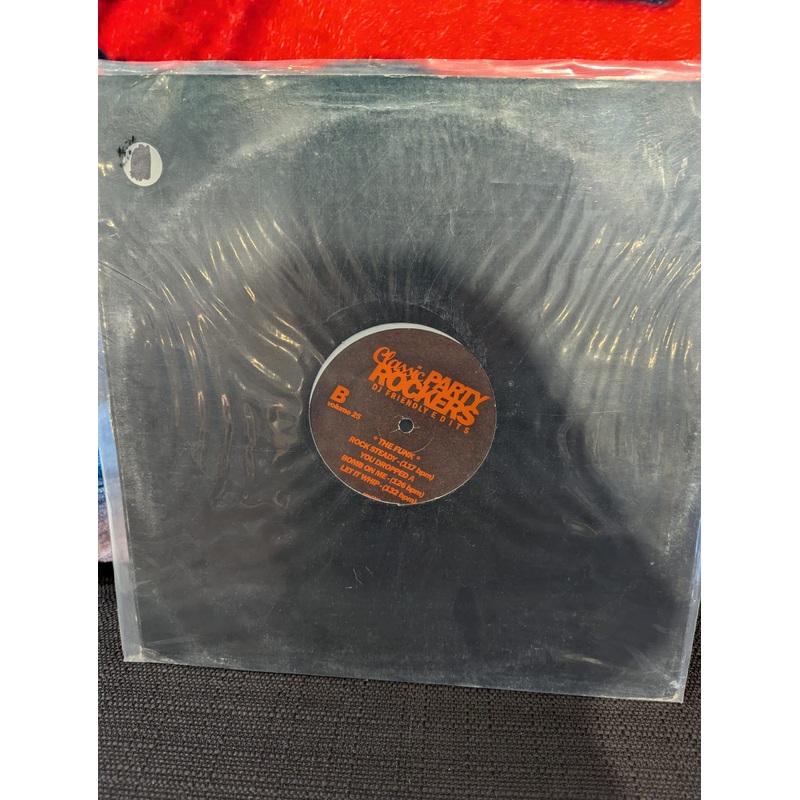 Classic PARTY
ROCKERS
DJ FRIENDLY EDITS
B
volume 25
+ THE FUNK +
ROCK STEADY - (117 bpm)
YOU DROPPED A
BOMB ON ME - (126 bpm)
LET IT WHIP - (132 bpm)